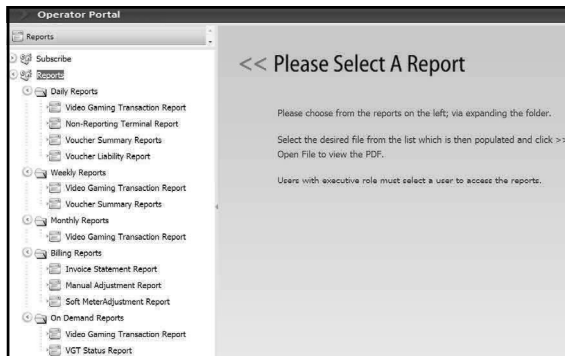 Operator Portal
Reports
Subscribe
Reports
Daily Reports
Video Gaming Transaction Report
Non-Reporting Terminal Report
Voucher Summary Reports
Voucher Liability Report
Weekly Reports
Video Gaming Transaction Report
Voucher Summary Reports
Monthly Reports
Video Gaming Transaction Report
Billing Reports
Invoice Statement Report
Manual Adjustment Report
Soft MeterAdjustment Report
On Demand Reports
Video Gaming Transaction Report
VGT Status Report
<< Please Select A Report
Please choose from the reports on the left; via expanding the folder.
Select the desired file from the list which is then populated and click >>
Open File to view the PDF.
Users with executive role must select a user to access the reports.